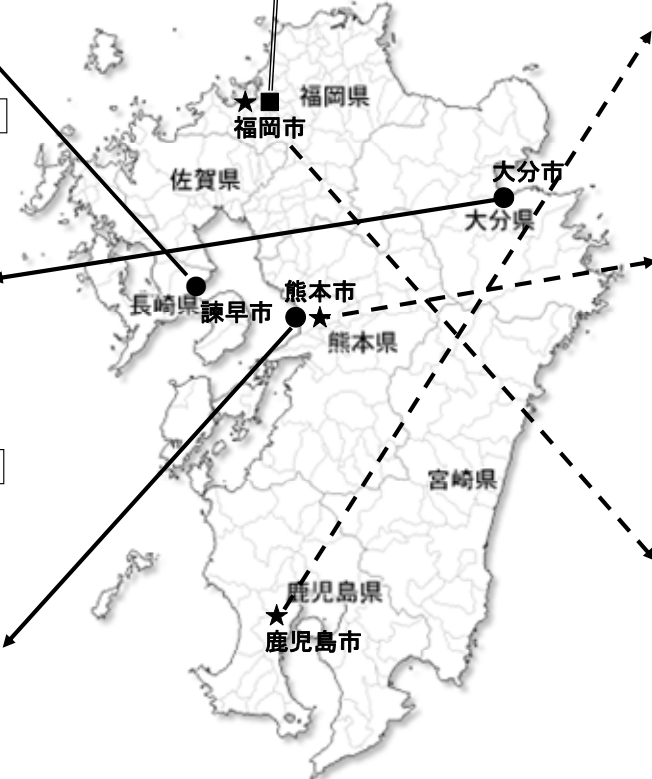 福岡県
福岡市
大分市
佐賀県
大分県
熊本市
長崎県
諫早市
熊本県
宮崎県
鹿児島県
鹿児島市